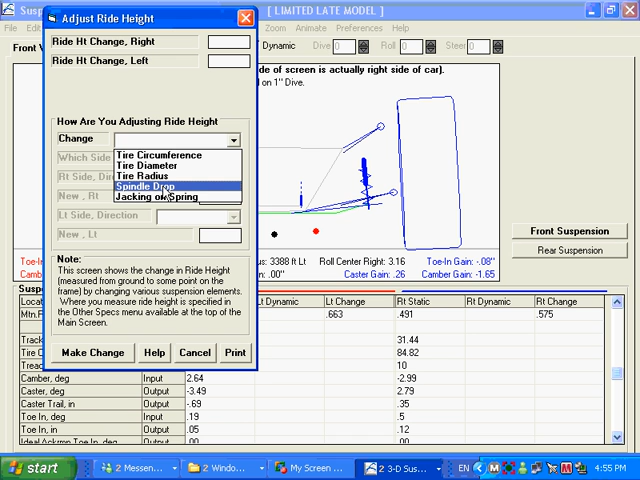 Adjust Ride Height
Sus
[ LIMITED LATE MODEL ]
File
Zoom Animate Preferences Help
Front V
Dynamic Dive 0 Roll 0 Steer 0
Ride Ht Change, Right
Ride Ht Change, Left
de of screen is actually right side of car).
d on 1" Dive.
How Are You Adjusting Ride Height
Change
Tire Circumference
Tire Diameter
Tire Radius
Spindle Drop
Jacking on Spring
Which Side
Rt Side, Dire
New , Rt
Lt Side, Direction
New , Lt
Front Suspension
Rear Suspension
Toe-In
Camber
us: 3388 ft Lt Roll Center Right: 3.16 Toe-In Gain: -.08"
n: .00" Caster Gain: .26 Camber Gain: -1.65
Note:
This screen shows the change in Ride Height
(measured from ground to some point on the
frame) by changing various suspension elements.
Where you measure ride height is specified in
the Other Specs menu available at the top of the
Main Screen.
Make Change Help Cancel Print
Locat
Lt Dynamic Lt Change Rt Static Rt Dynamic Rt Change
Mtn.F
.663 .491 .575
Track
31.44
Tire C
84.82
Tread
10
Camber, deg Input 2.64 -2.99
Caster, deg Output -3.49 2.79
Caster Trail, in Output -.69 .35
Toe In, deg Input .19 .5
Toe In, in Output .05 .12
Ideal Ackrmn Toe In, deg Output .00 .00
start
2 Messen...
2 Window...
My Screen ...
2 3-D Sus...
EN
4:55 PM